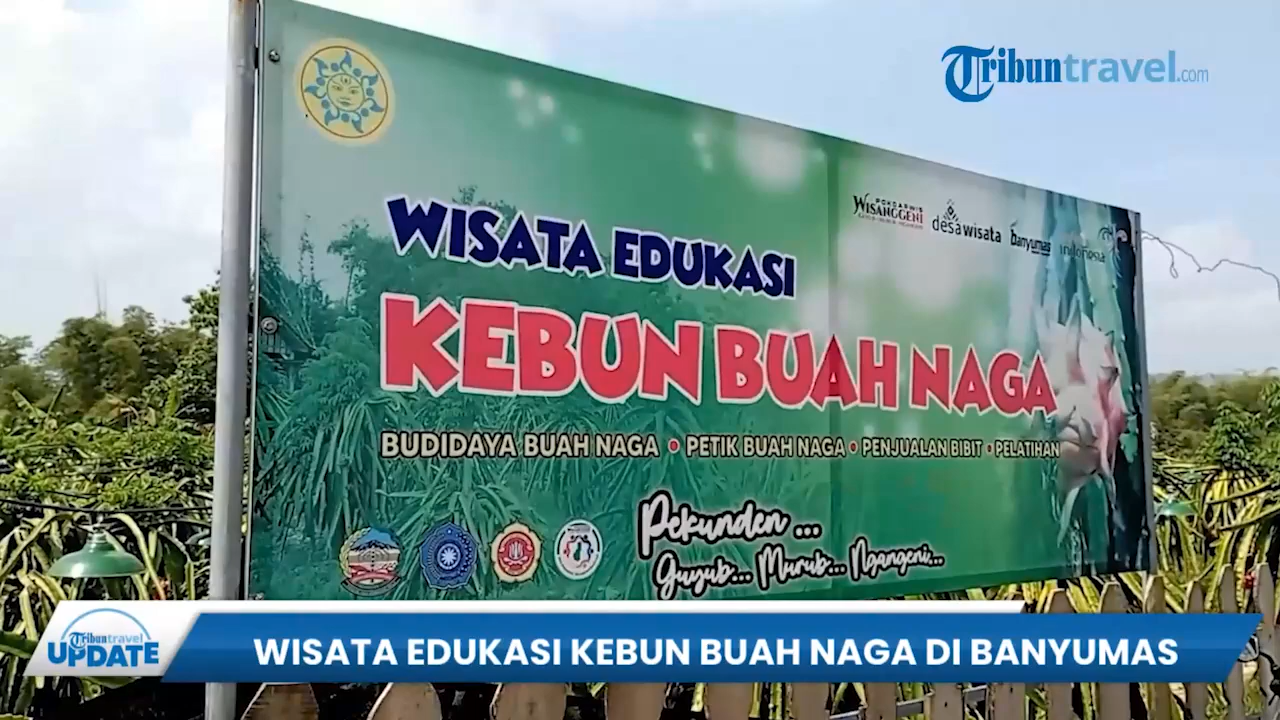 Tribuntravel.com
POKDARWIS
WISANGGENI
desa wisata
banyumas
indonesia
WISATA EDUKASI
KEBUN BUAH NAGA
BUDIDAYA BUAH NAGA • PETIK BUAH NAGA • PENJUALAN BIBIT • PELATIHAN
Pekunden ...
Guyub... Murub... Ngangeni...
Tribuntravel
UPDATE
WISATA EDUKASI KEBUN BUAH NAGA DI BANYUMAS